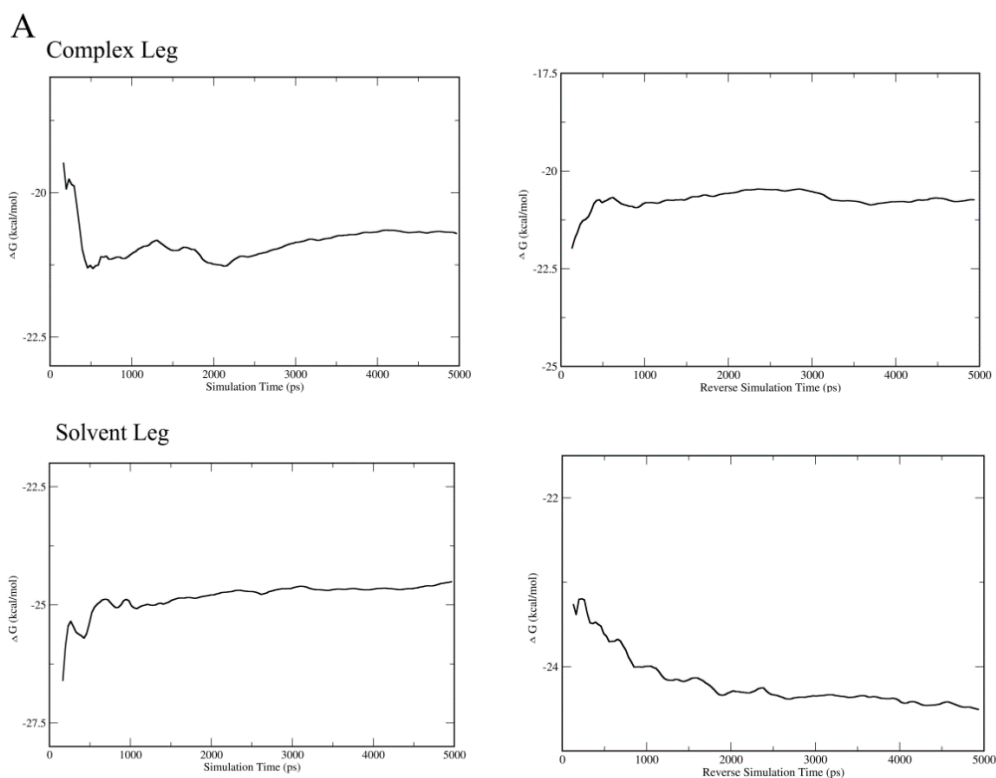 A
Complex Leg
-20
-22.5
Δ G (kcal/mol)
0 1000 2000 3000 4000 5000
Simulation Time (ps)
-17.5
-20
-22.5
-25
Δ G (kcal/mol)
0 1000 2000 3000 4000 5000
Reverse Simulation Time (ps)
Solvent Leg
-22.5
-25
-27.5
Δ G (kcal/mol)
0 1000 2000 3000 4000 5000
Simulation Time (ps)
-22
-24
Δ G (kcal/mol)
0 1000 2000 3000 4000 5000
Reverse Simulation Time (ps)